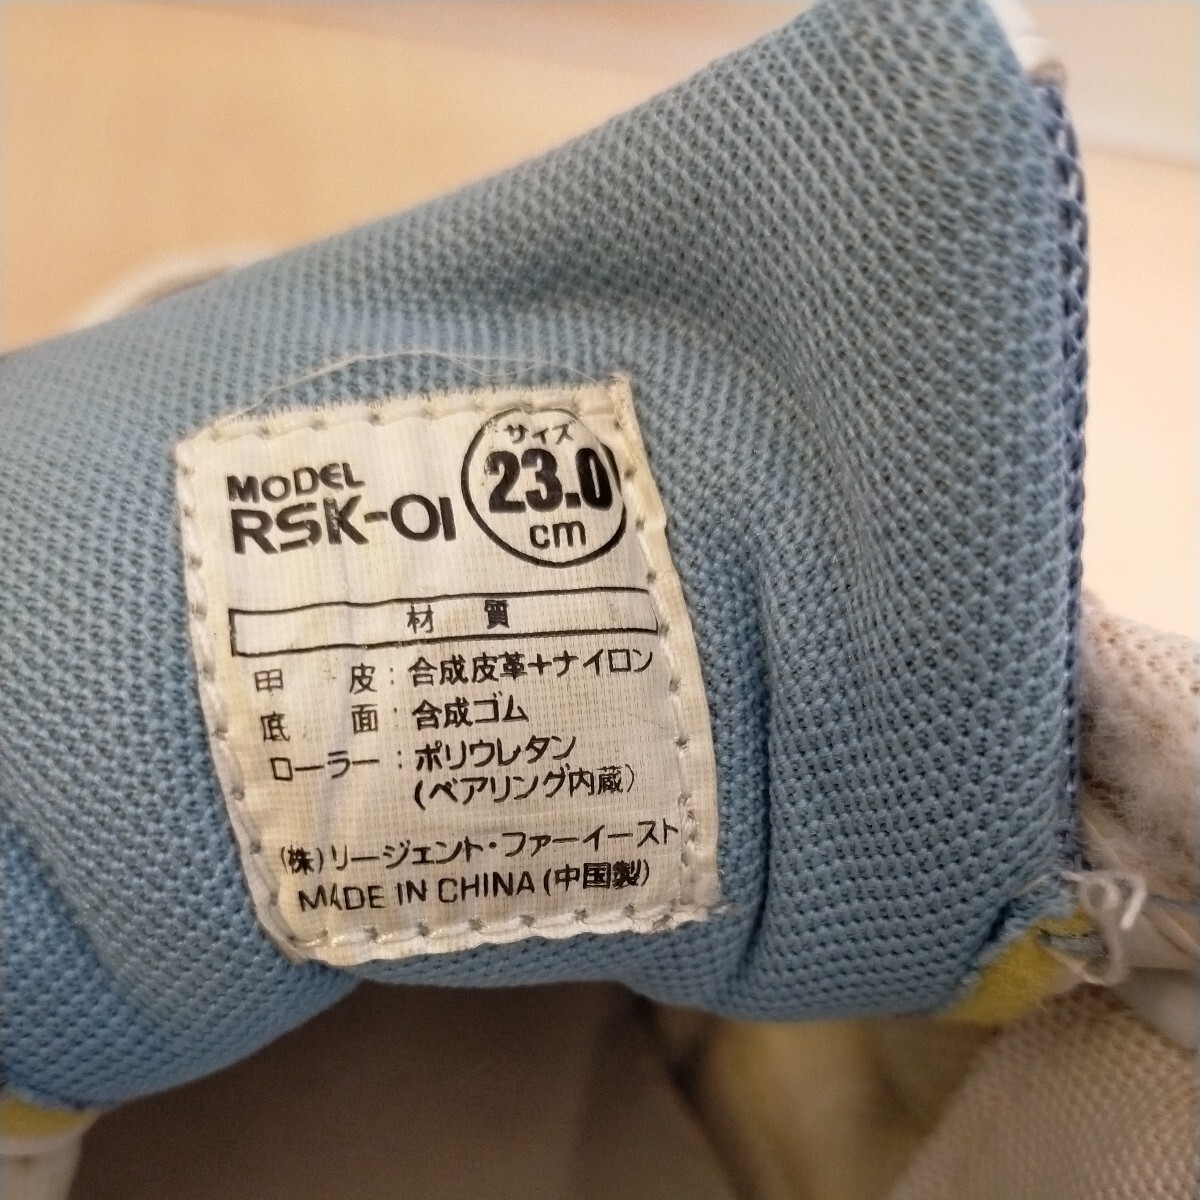 MODEL
RSK-01
サイズ
23.0
cm
材 質
甲 皮 : 合成皮革+ナイロン
底 面 : 合成ゴム
ローラー : ポリウレタン
(ベアリング内蔵)
(株)リージェント・ファーイースト
MADE IN CHINA (中国製)